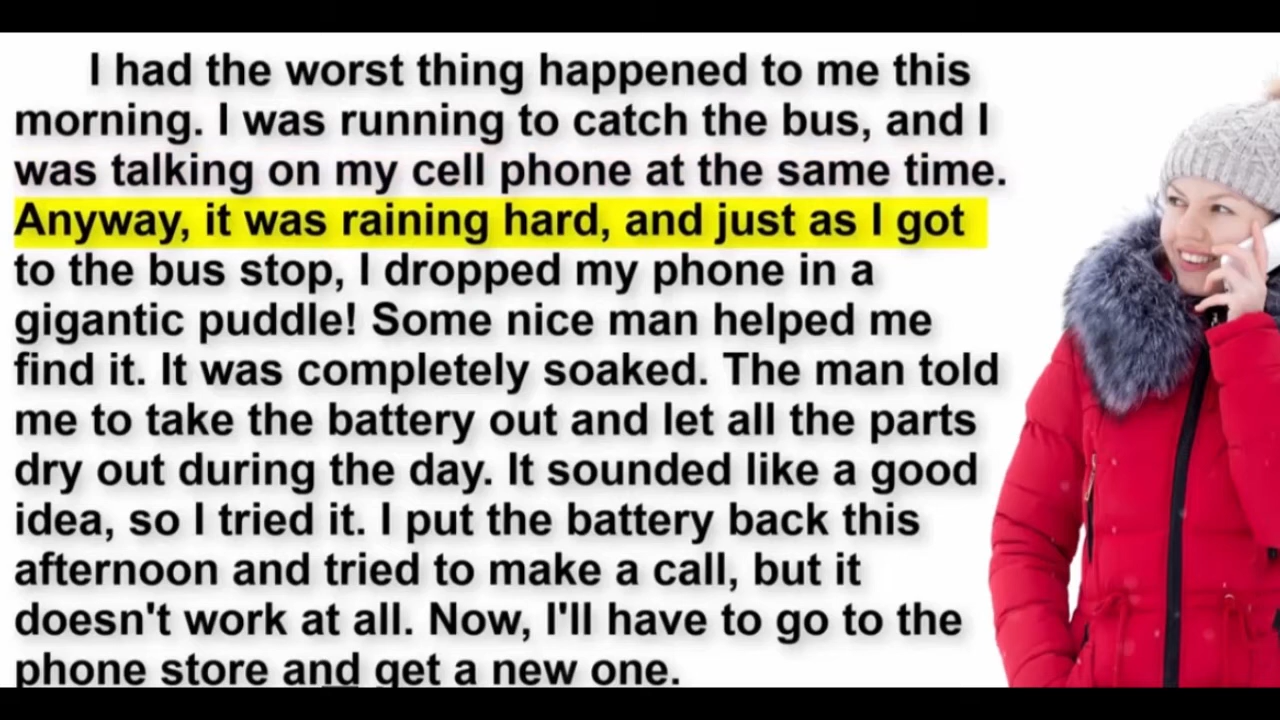 I had the worst thing happened to me this
morning. I was running to catch the bus, and I
was talking on my cell phone at the same time.
Anyway, it was raining hard, and just as I got
to the bus stop, I dropped my phone in a
gigantic puddle! Some nice man helped me
find it. It was completely soaked. The man told
me to take the battery out and let all the parts
dry out during the day. It sounded like a good
idea, so I tried it. I put the battery back this
afternoon and tried to make a call, but it
doesn't work at all. Now, I'll have to go to the
phone store and get a new one.